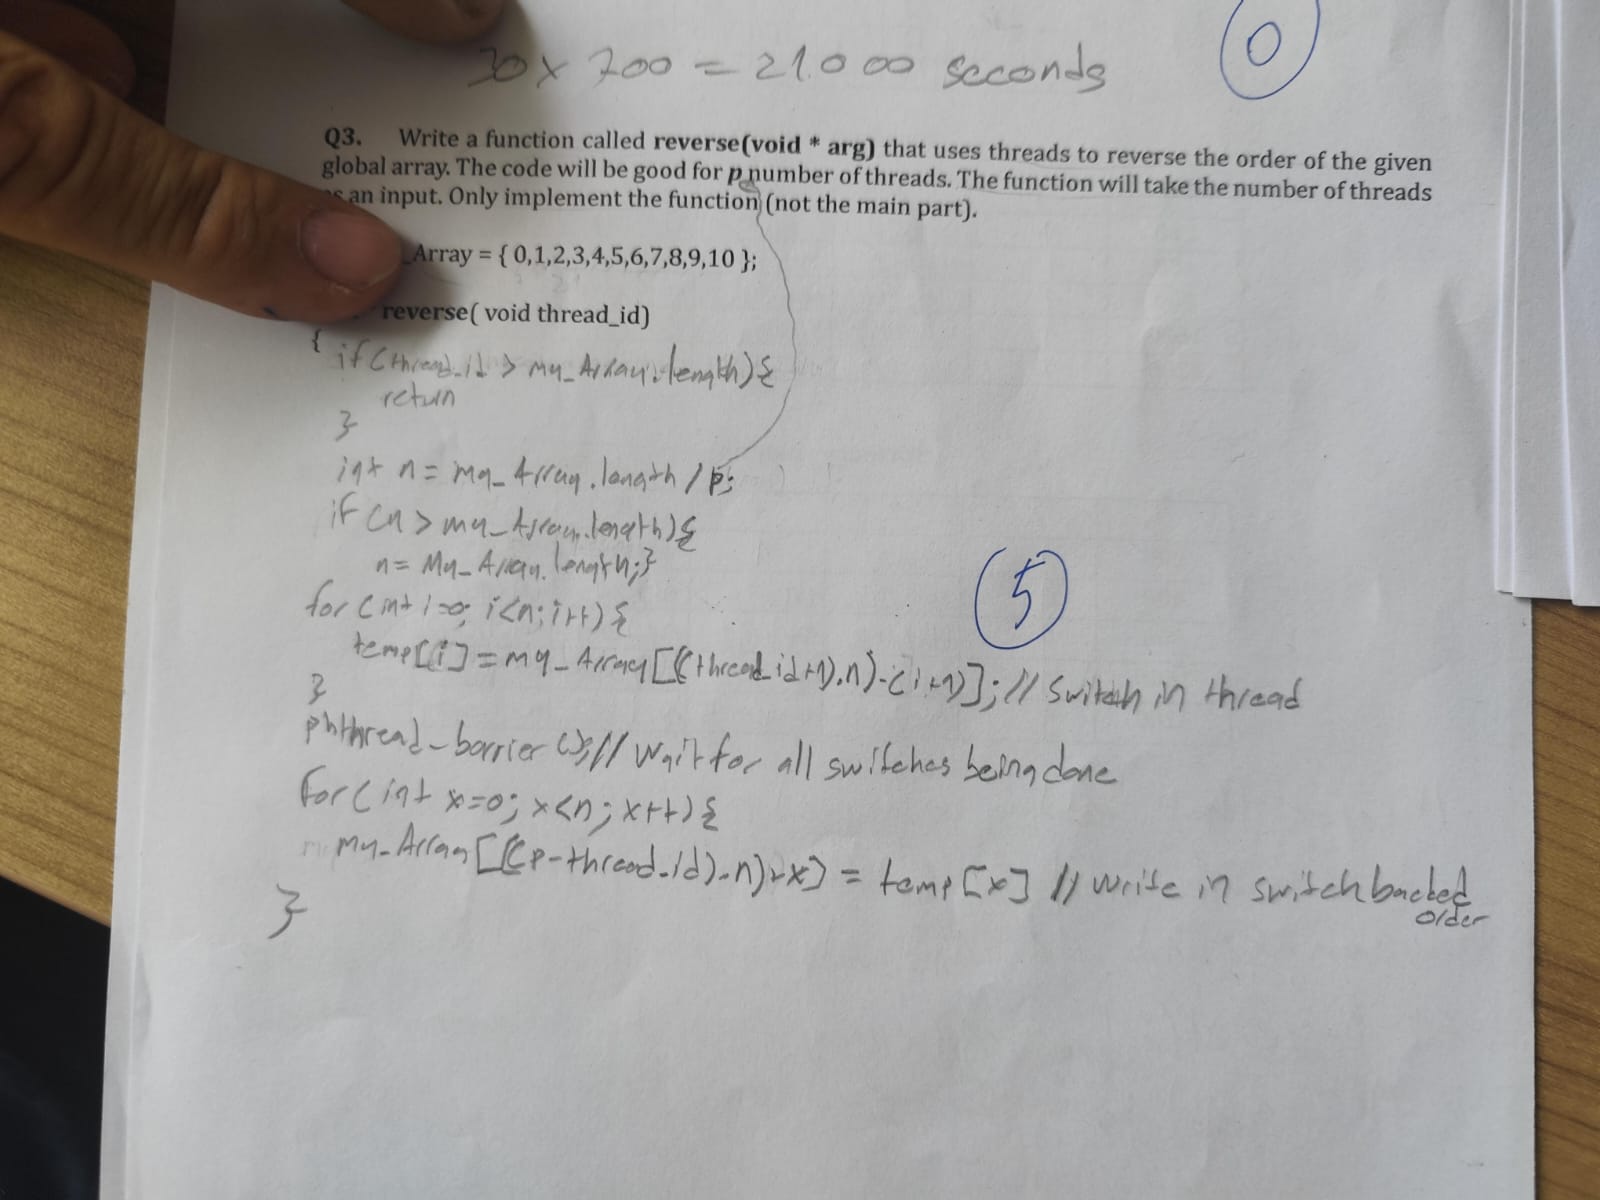 30 x 700 = 21.000 seconds
0
Q3. Write a function called reverse(void * arg) that uses threads to reverse the order of the given
global array. The code will be good for p number of threads. The function will take the number of threads
an input. Only implement the function (not the main part).
_Array = { 0,1,2,3,4,5,6,7,8,9,10 };
reverse( void thread_id)
{
if (thread_id > my_Array.length) {
return
}
int n = my_Array.length / p;
if (n > my_Array.length) {
n = My_Array.length; }
5
for (int i=0; i<n; i++) {
temp[i] = my_Array[((thread_id+1).n)-(i+1)]; // Switch in thread
}
phthread_barrier(); // Wait for all switches being done
for (int x=0; x<n; x++) {
my_Array[((p-thread_id).n)+x] = temp[x] // Write in switch backed
order
}